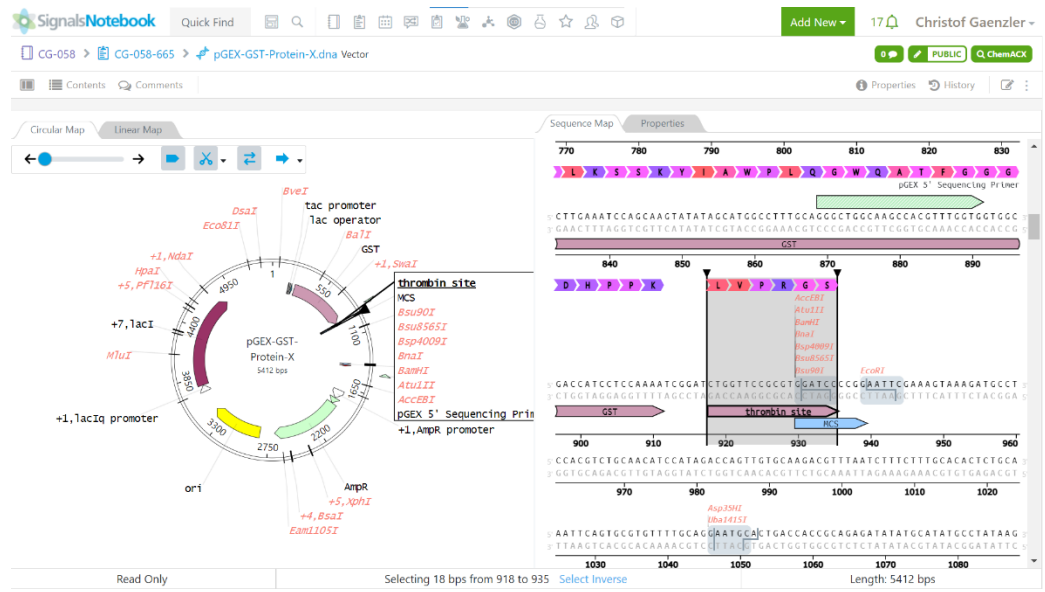 SignalsNotebook Quick Find Add New 17 Christof Gaenzler
CG-058 > CG-058-665 > pGEX-GST-Protein-X.dna Vector 0 PUBLIC ChemACX
Contents Comments Properties History
Circular Map Linear Map
BveI
tac promoter
DsaI
lac operator
Eco81I
BalI
GST
+1,NdaI
+1,SwaI
HpaI
+5,Pfl16I
1
4950
550
thrombin site
MCS
Bsu90I
Bsu8565I
Bsp4009I
BnaI
BamHI
Atu1II
AccEBI
pGEX 5' Sequencing Prim
+7,lacI
4400
1100
pGEX-GST-
Protein-X
5412 bps
MluI
3850
1650
+1,lacIq promoter
+1,AmpR promoter
3300
2200
2750
ori
AmpR
+5,XphI
+4,BsaI
Eam1105I
Sequence Map Properties
770 780 790 800 810 820 830
L K S S K Y I A W P L Q G W Q A T F G G G
pGEX 5' Sequencing Primer
5' CTTGAAATCCAGCAAGTATATAGCATGGCCTTTGCAGGGCTGGCAAGCCACGTTTGGTGGTGGC
GAACTTTAGGTCGTTCATATATCGTACCGGAAACGTCCCGACCGTTCGGTGCAAACCACCACCG
GST
840 850 860 870 880 890
D H P P K L V P R G S
AccEBI
Atu1II
BamHI
BnaI
Bsp4009I
Bsu8565I
Bsu90I EcoRI
GACCATCCTCCAAAATCGGATCTGGTTCCGCGTGGATCCCCGGGAATTCGAAAGTAAAGATGCCT
GST thrombin site
MCS
900 910 920 930 940 950 960
CCACGTCTGCAACATCCATAGACCAGTTGTGCAAGACGTTTAATCTTTCTTTGCACACTCTGCA
GGTGCAGACGTTGTAGGTATCTGGTCAACACGTTCTGCAAATTAGAAAGAAACGTGTGAGACGT
970 980 990 1000 1010 1020
Asp35HI
Uba1415I
AATTCAGTGCGTGTTTTGCAGGAATGCACTGACCACCGCAGAGATATATGCATATGCCTATAAG
TTAAGTCACGCACAAAACGTCCTTACGTGACTGGTGGCGTCTCTATATACGTATACGGATATTC
1030 1040 1050 1060 1070 1080
Read Only Selecting 18 bps from 918 to 935 Select Inverse Length: 5412 bps